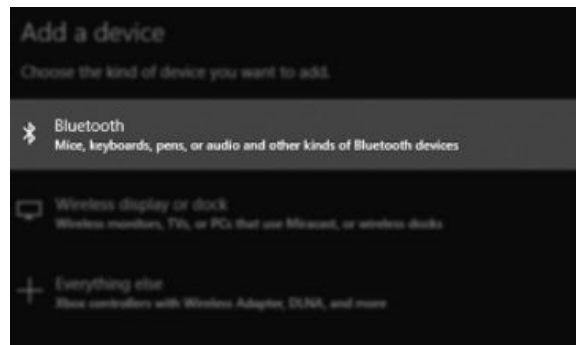 Add a device
Choose the kind of device you want to add.
Bluetooth
Mice, keyboards, pens, or audio and other kinds of Bluetooth devices
Wireless display or dock
Wireless monitors, TVs, or PCs that use Miracast, or wireless docks
Everything else
Xbox controllers with Wireless Adapter, DLNA, and more